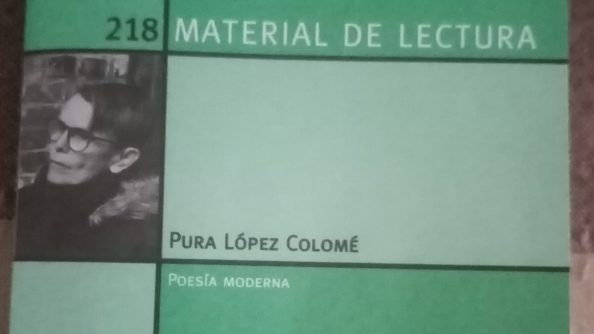 218 MATERIAL DE LECTURA
PURA LÓPEZ COLOMÉ
POESÍA MODERNA